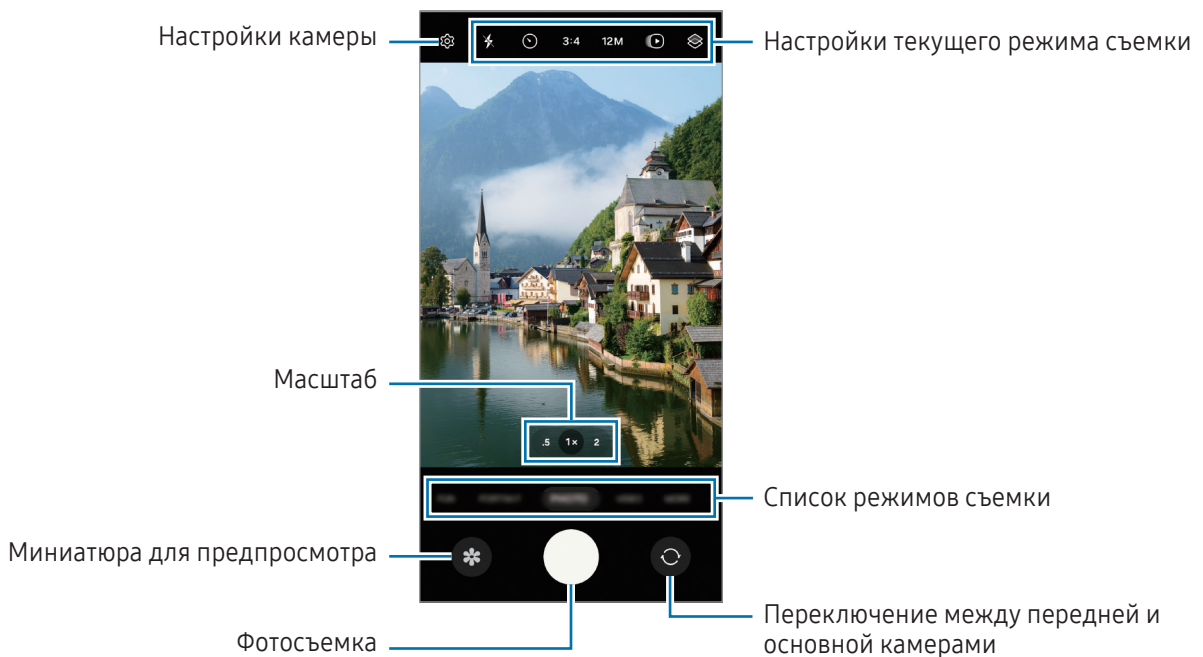 Настройки камеры
3:4
12M
Настройки текущего режима съемки
Масштаб
.5 1× 2
Список режимов съемки
Миниатюра для предпросмотра
Фотосъемка
Переключение между передней и
основной камерами